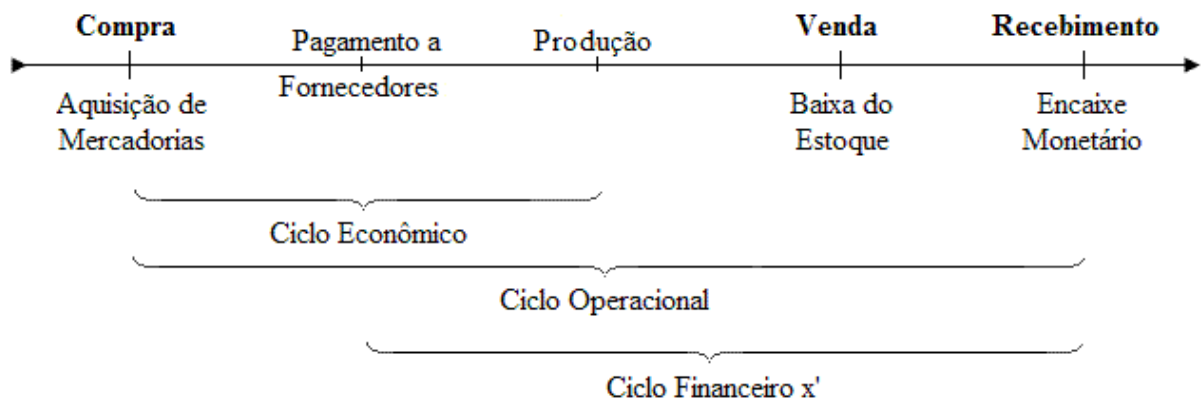 Compra
Pagamento a
Produção
Venda
Recebimento
Fornecedores
Aquisição de
Mercadorias
Baixa do
Estoque
Encaixe
Monetário
Ciclo Econômico
Ciclo Operacional
Ciclo Financeiro x'